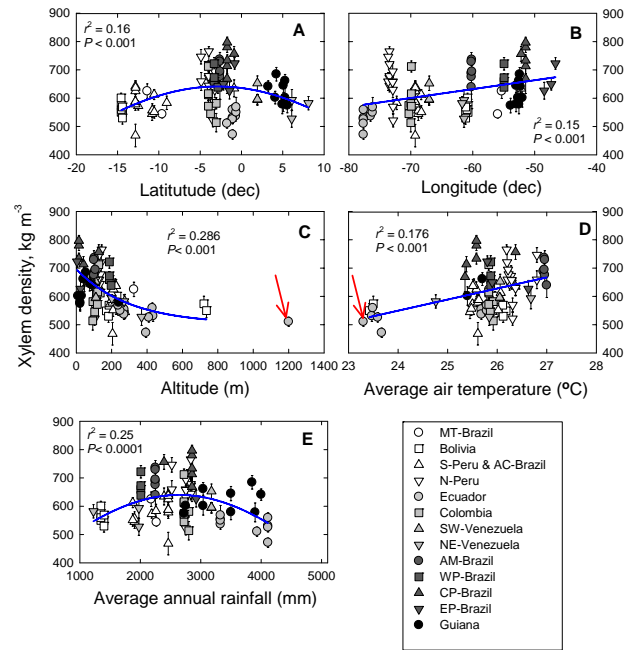 r² = 0.16
P < 0.001
A
900
800
700
600
500
400
-15 -10 -5 0 5 10
Latitutude (dec)
B
r² = 0.15
P < 0.001
900
800
700
600
500
400
-80 -70 -60 -50 -40
Longitude (dec)
Xylem density, kg m⁻³
r² = 0.286
P< 0.001
C
900
800
700
600
500
400
0 200 400 600 800 1000 1200 1400
Altitude (m)
r² = 0.176
P < 0.001
D
900
800
700
600
500
400
23 24 25 26 27 28
Average air temperature (ºC)
r² = 0.25
P< 0.0001
E
900
800
700
600
500
400
1000 2000 3000 4000 5000
Average annual rainfall (mm)
MT-Brazil
Bolivia
S-Peru & AC-Brazil
N-Peru
Ecuador
Colombia
SW-Venezuela
NE-Venezuela
AM-Brazil
WP-Brazil
CP-Brazil
EP-Brazil
Guiana